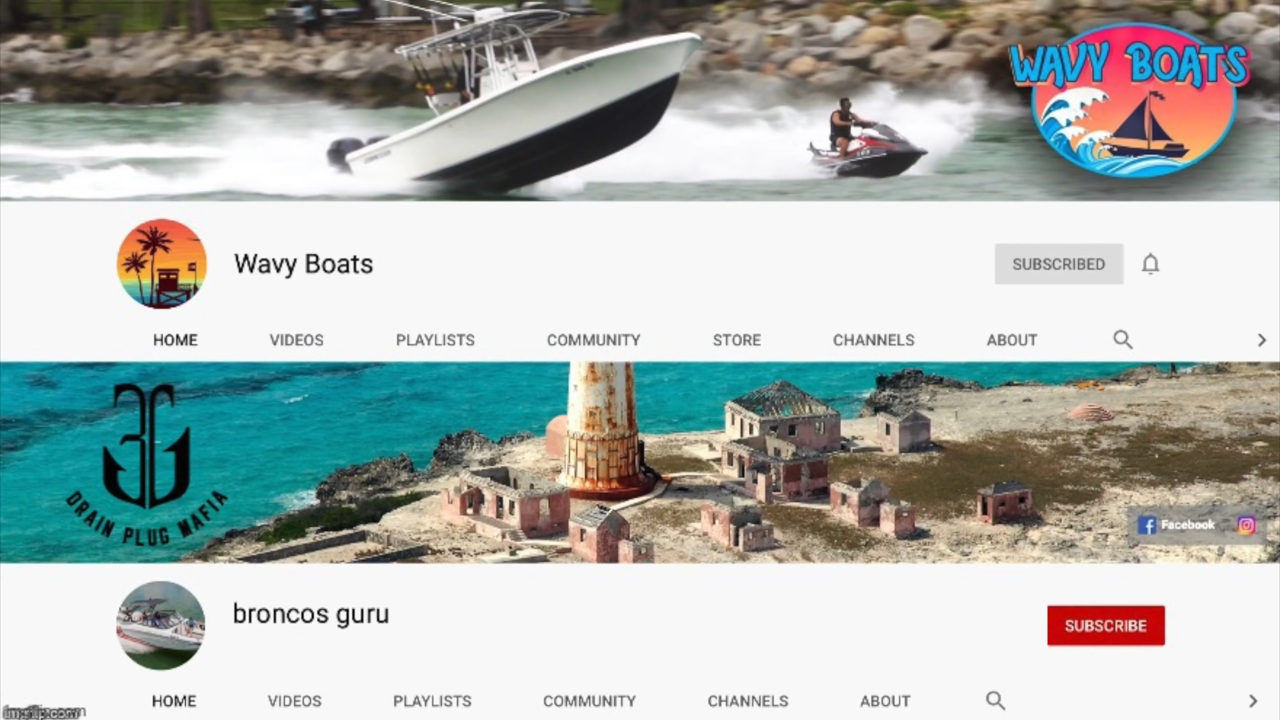 WAVY BOATS
Wavy Boats
SUBSCRIBED
HOME VIDEOS PLAYLISTS COMMUNITY STORE CHANNELS ABOUT
3G
DRAIN PLUG MAFIA
Facebook
broncos guru
SUBSCRIBE
HOME VIDEOS PLAYLISTS COMMUNITY CHANNELS ABOUT
imgflip.com